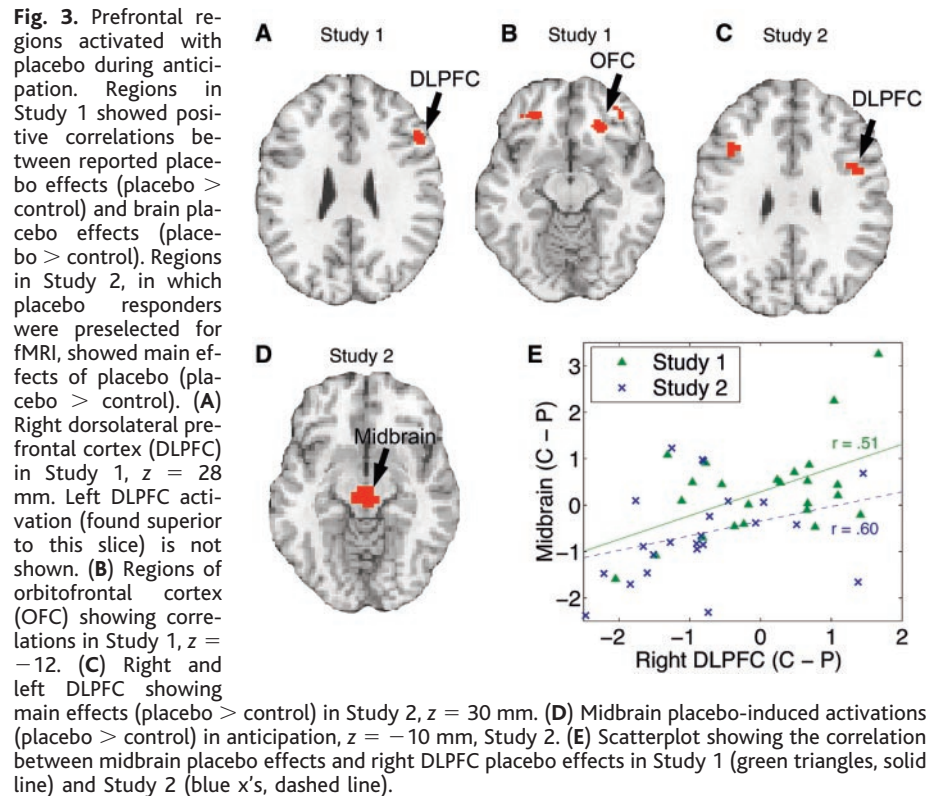 Fig. 3. Prefrontal re-
gions activated with
placebo during antici-
pation. Regions in
Study 1 showed posi-
tive correlations be-
tween reported place-
bo effects (placebo >
control) and brain pla-
cebo effects (place-
bo > control). Regions
in Study 2, in which
placebo responders
were preselected for
fMRI, showed main ef-
fects of placebo (pla-
cebo > control). (A)
Right dorsolateral pre-
frontal cortex (DLPFC)
in Study 1, z = 28
mm. Left DLPFC acti-
vation (found superior
to this slice) is not
shown. (B) Regions of
orbitofrontal cortex
(OFC) showing corre-
lations in Study 1, z =
−12. (C) Right and
left DLPFC showing
main effects (placebo > control) in Study 2, z = 30 mm. (D) Midbrain placebo-induced activations
(placebo > control) in anticipation, z = −10 mm, Study 2. (E) Scatterplot showing the correlation
between midbrain placebo effects and right DLPFC placebo effects in Study 1 (green triangles, solid
line) and Study 2 (blue x's, dashed line).
A Study 1
DLPFC
B Study 1
OFC
C Study 2
DLPFC
D Study 2
Midbrain
E
Study 1
Study 2
r = .51
r = .60
Midbrain (C − P)
3
2
1
0
−1
−2
−2 −1 0 1 2
Right DLPFC (C − P)